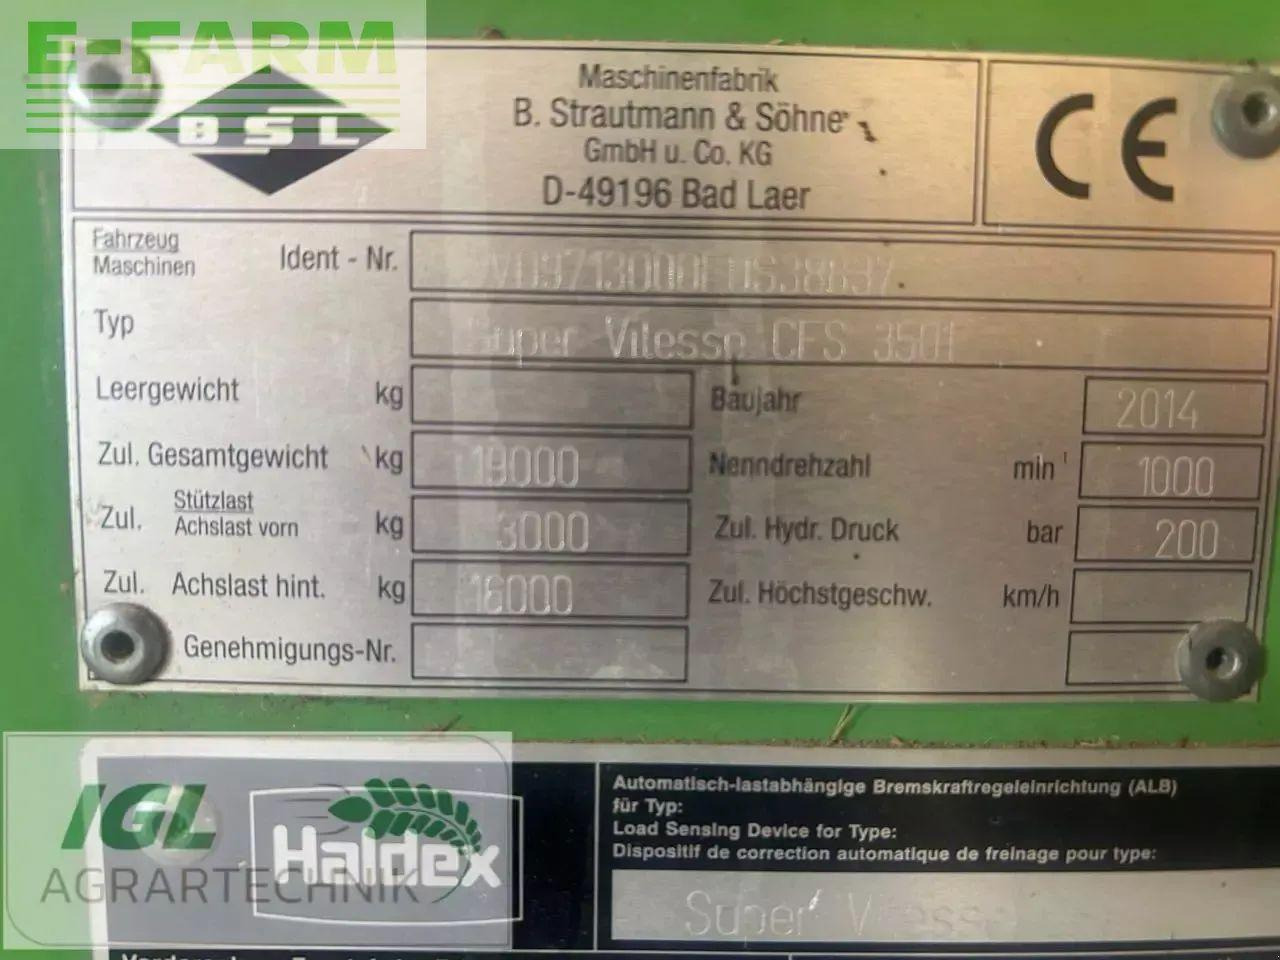 E-FARM
BSL
Maschinenfabrik
B. Strautmann & Söhne
GmbH u. Co. KG
D-49196 Bad Laer
CE
Fahrzeug
Maschinen
Ident - Nr.
Typ
Super Vitesse CFS 3501
Leergewicht kg
Baujahr 2014
Zul. Gesamtgewicht kg 19000
Nenndrehzahl min 1000
Zul. Stützlast
Achslast vorn kg 3000
Zul. Hydr. Druck bar 200
Zul. Achslast hint. kg 16000
Zul. Höchstgeschw. km/h
Genehmigungs-Nr.
IGL
AGRARTECHNIK
Haldex
Automatisch-lastabhängige Bremskraftregeleinrichtung (ALB)
für Typ:
Load Sensing Device for Type:
Dispositif de correction automatique de freinage pour type:
Super Vitesse